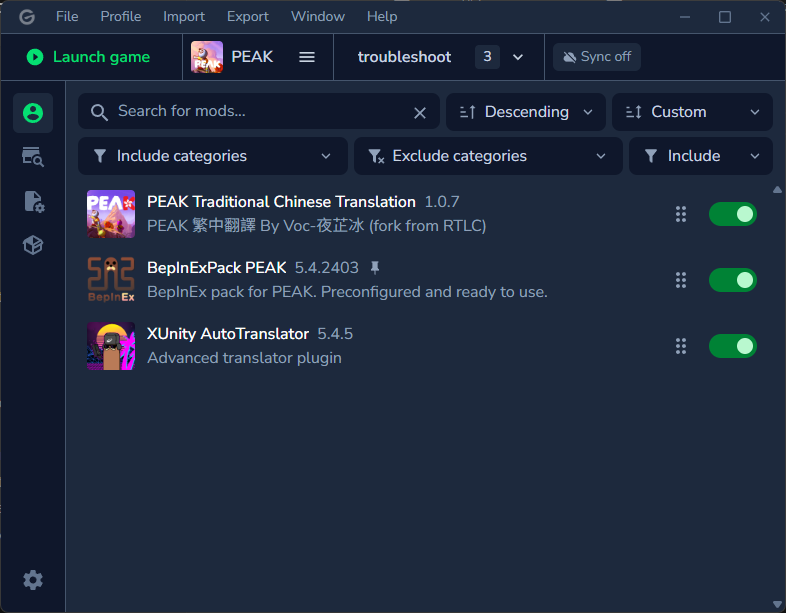 File Profile Import Export Window Help
Launch game PEAK troubleshoot 3 Sync off
Search for mods... Descending Custom
Include categories Exclude categories Include
PEAK Traditional Chinese Translation 1.0.7
PEAK 繁中翻譯 By Voc-夜芷冰 (fork from RTLC)
BepInExPack PEAK 5.4.2403
BepInEx pack for PEAK. Preconfigured and ready to use.
BepInEx
XUnity AutoTranslator 5.4.5
Advanced translator plugin